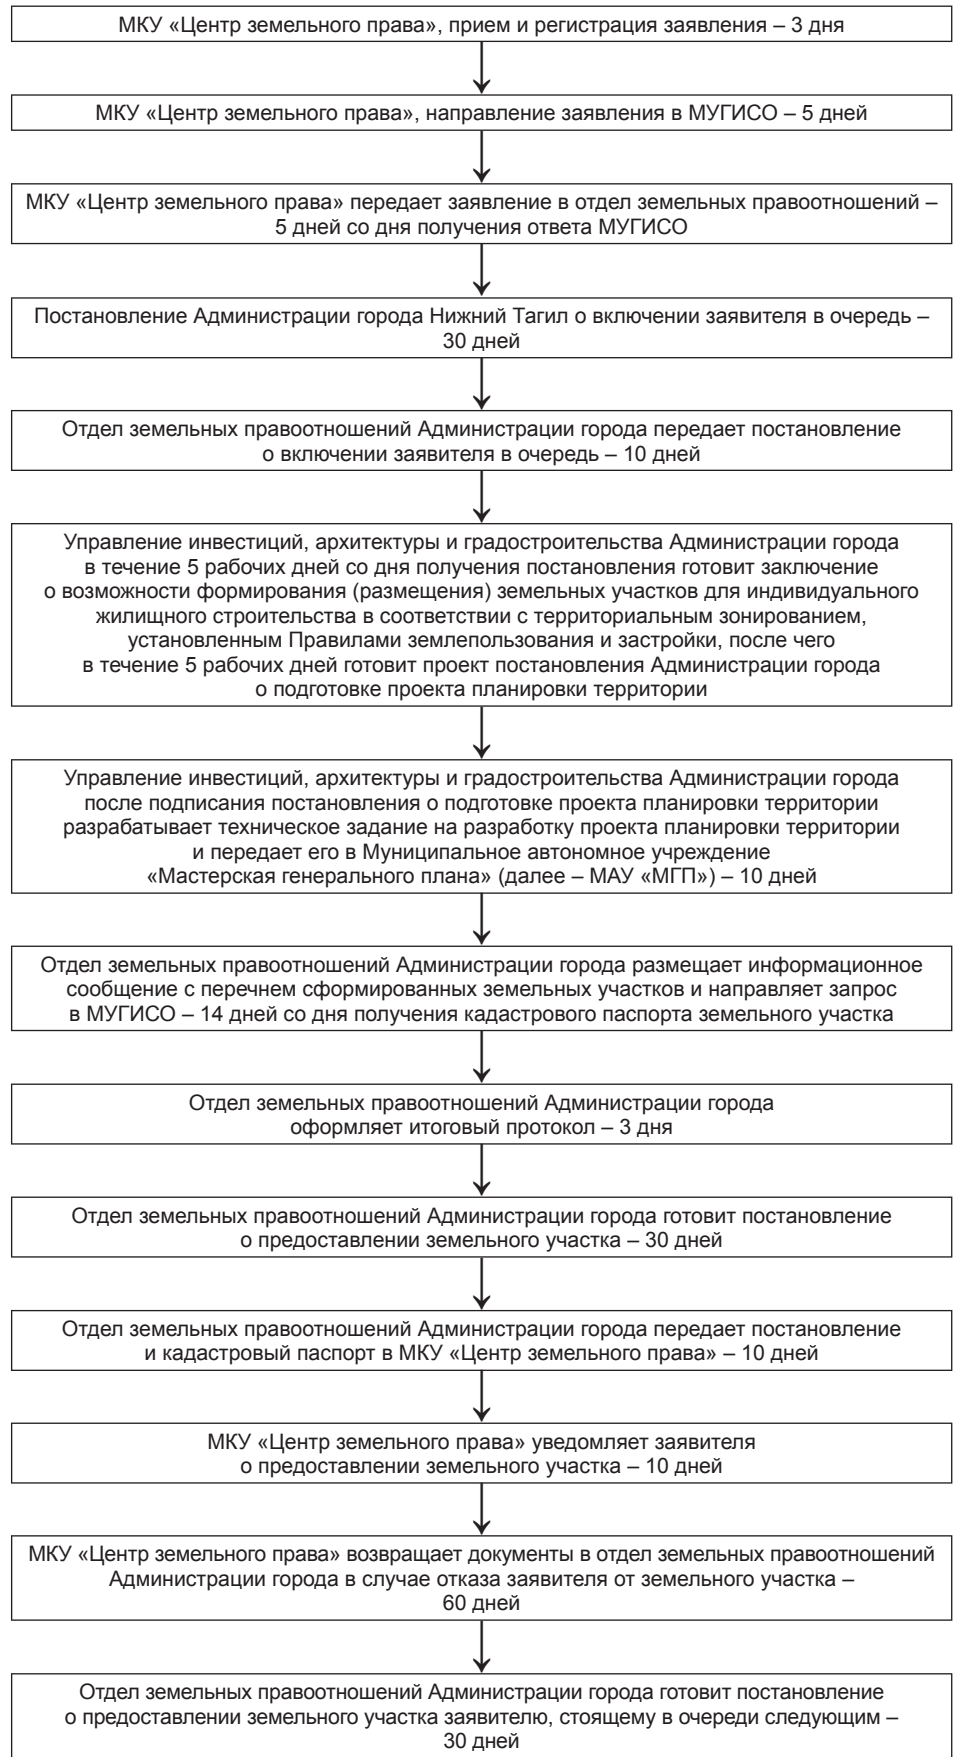 МКУ «Центр земельного права», прием и регистрация заявления – 3 дня
МКУ «Центр земельного права», направление заявления в МУГИСО – 5 дней
МКУ «Центр земельного права» передает заявление в отдел земельных правоотношений –
5 дней со дня получения ответа МУГИСО
Постановление Администрации города Нижний Тагил о включении заявителя в очередь –
30 дней
Отдел земельных правоотношений Администрации города передает постановление
о включении заявителя в очередь – 10 дней
Управление инвестиций, архитектуры и градостроительства Администрации города
в течение 5 рабочих дней со дня получения постановления готовит заключение
о возможности формирования (размещения) земельных участков для индивидуального
жилищного строительства в соответствии с территориальным зонированием,
установленным Правилами землепользования и застройки, после чего
в течение 5 рабочих дней готовит проект постановления Администрации города
о подготовке проекта планировки территории
Управление инвестиций, архитектуры и градостроительства Администрации города
после подписания постановления о подготовке проекта планировки территории
разрабатывает техническое задание на разработку проекта планировки территории
и передает его в Муниципальное автономное учреждение
«Мастерская генерального плана» (далее – МАУ «МГП») – 10 дней
Отдел земельных правоотношений Администрации города размещает информационное
сообщение с перечнем сформированных земельных участков и направляет запрос
в МУГИСО – 14 дней со дня получения кадастрового паспорта земельного участка
Отдел земельных правоотношений Администрации города
оформляет итоговый протокол – 3 дня
Отдел земельных правоотношений Администрации города готовит постановление
о предоставлении земельного участка – 30 дней
Отдел земельных правоотношений Администрации города передает постановление
и кадастровый паспорт в МКУ «Центр земельного права» – 10 дней
МКУ «Центр земельного права» уведомляет заявителя
о предоставлении земельного участка – 10 дней
МКУ «Центр земельного права» возвращает документы в отдел земельных правоотношений
Администрации города в случае отказа заявителя от земельного участка –
60 дней
Отдел земельных правоотношений Администрации города готовит постановление
о предоставлении земельного участка заявителю, стоящему в очереди следующим –
30 дней